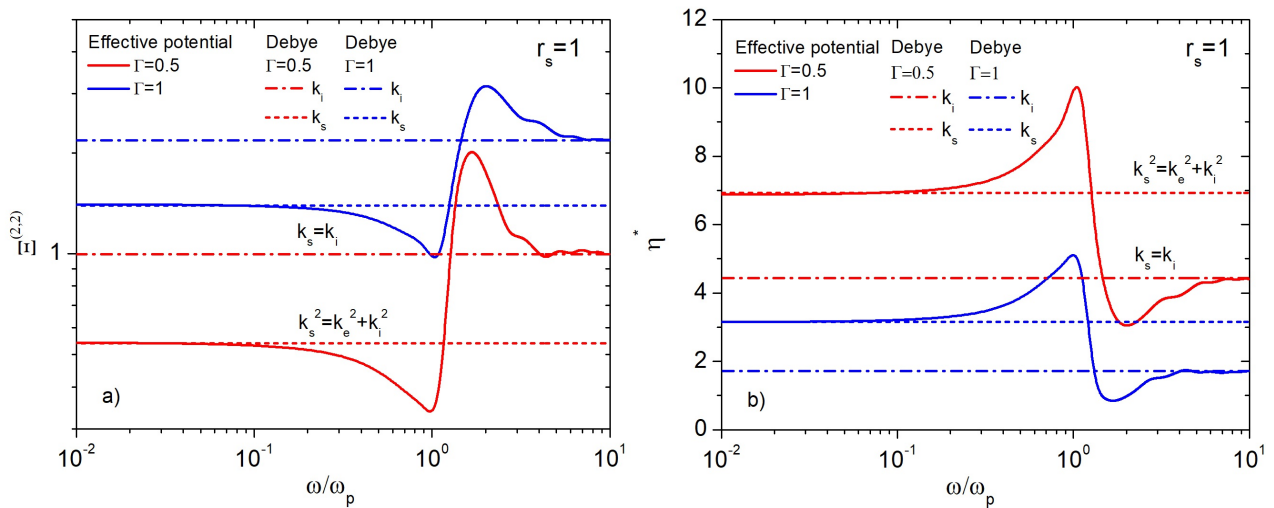 Effective potential Debye Debye r_s=1
Γ=0.5 Γ=0.5 Γ=1
Γ=1 k_i k_i
k_s k_s
k_s=k_i
k_s^2=k_e^2+k_i^2
a)
Ξ^(2,2)
1
10^-2 10^-1 10^0 10^1
ω/ω_p
12
10
8
6
4
2
0
η*
Effective potential Debye Debye r_s=1
Γ=0.5 Γ=0.5 Γ=1
Γ=1 k_i k_i
k_s k_s
k_s^2=k_e^2+k_i^2
k_s=k_i
b)
10^-2 10^-1 10^0 10^1
ω/ω_p